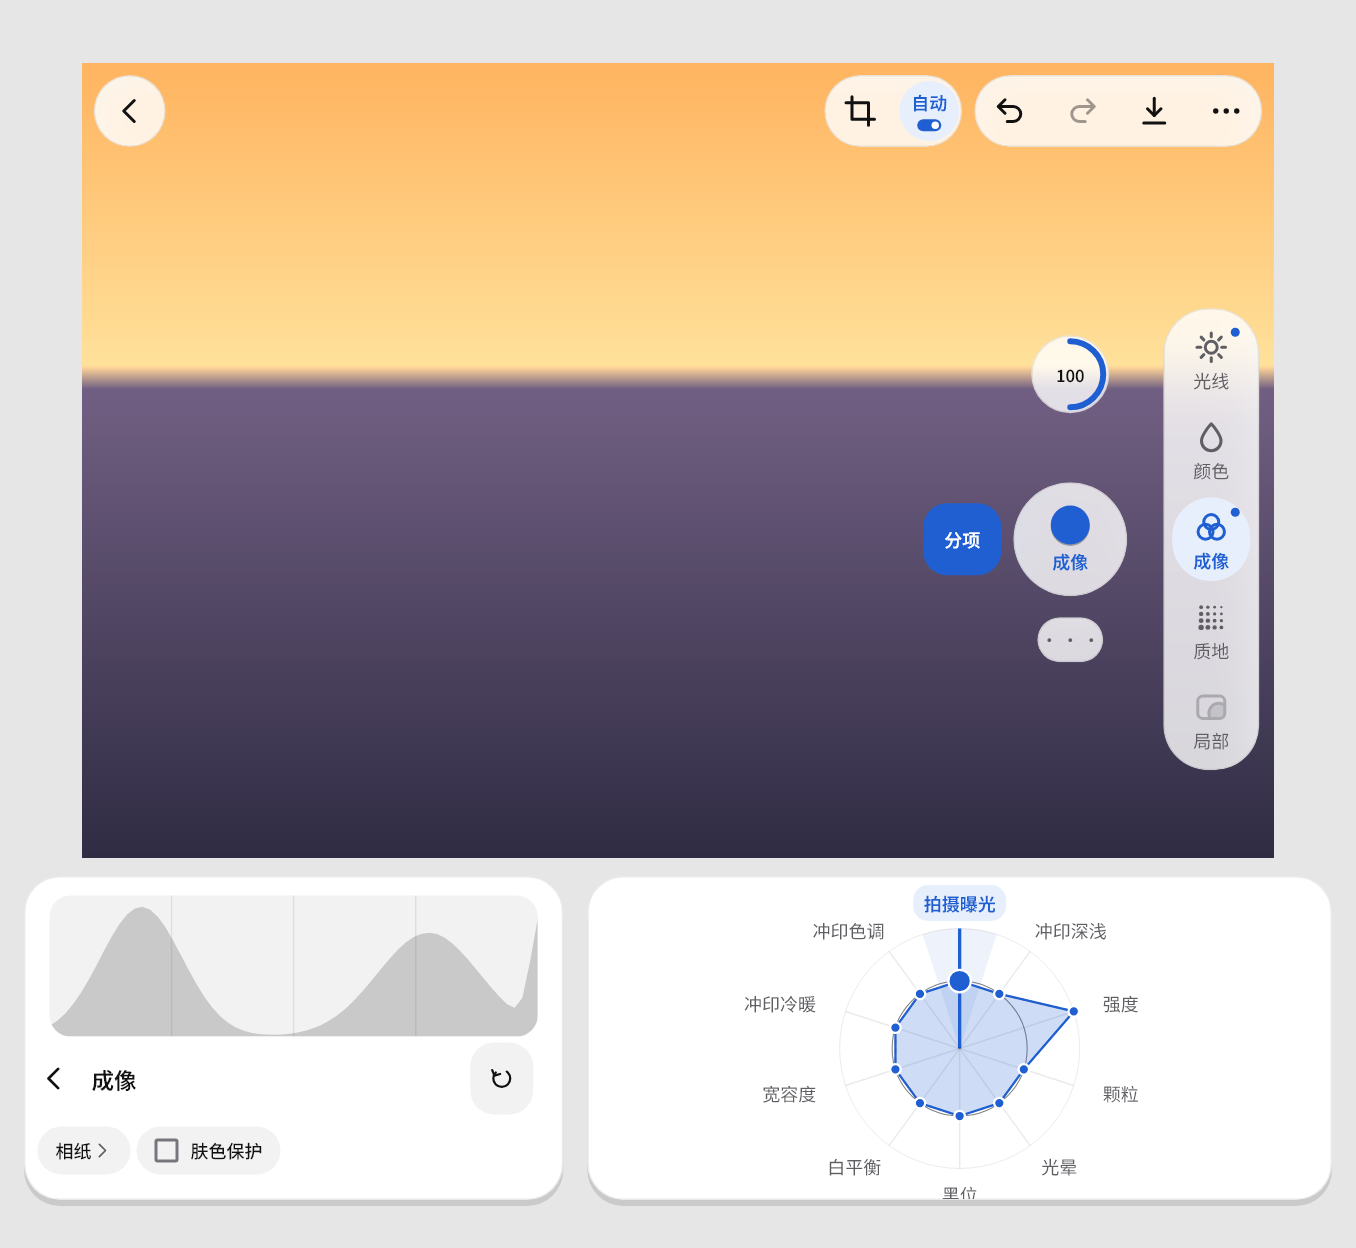 自动
光线
100
颜色
分项
成像
成像
质地
局部
拍摄曝光
冲印色调
冲印深浅
冲印冷暖
强度
成像
宽容度
颗粒
相纸
肤色保护
白平衡
光晕
黑位